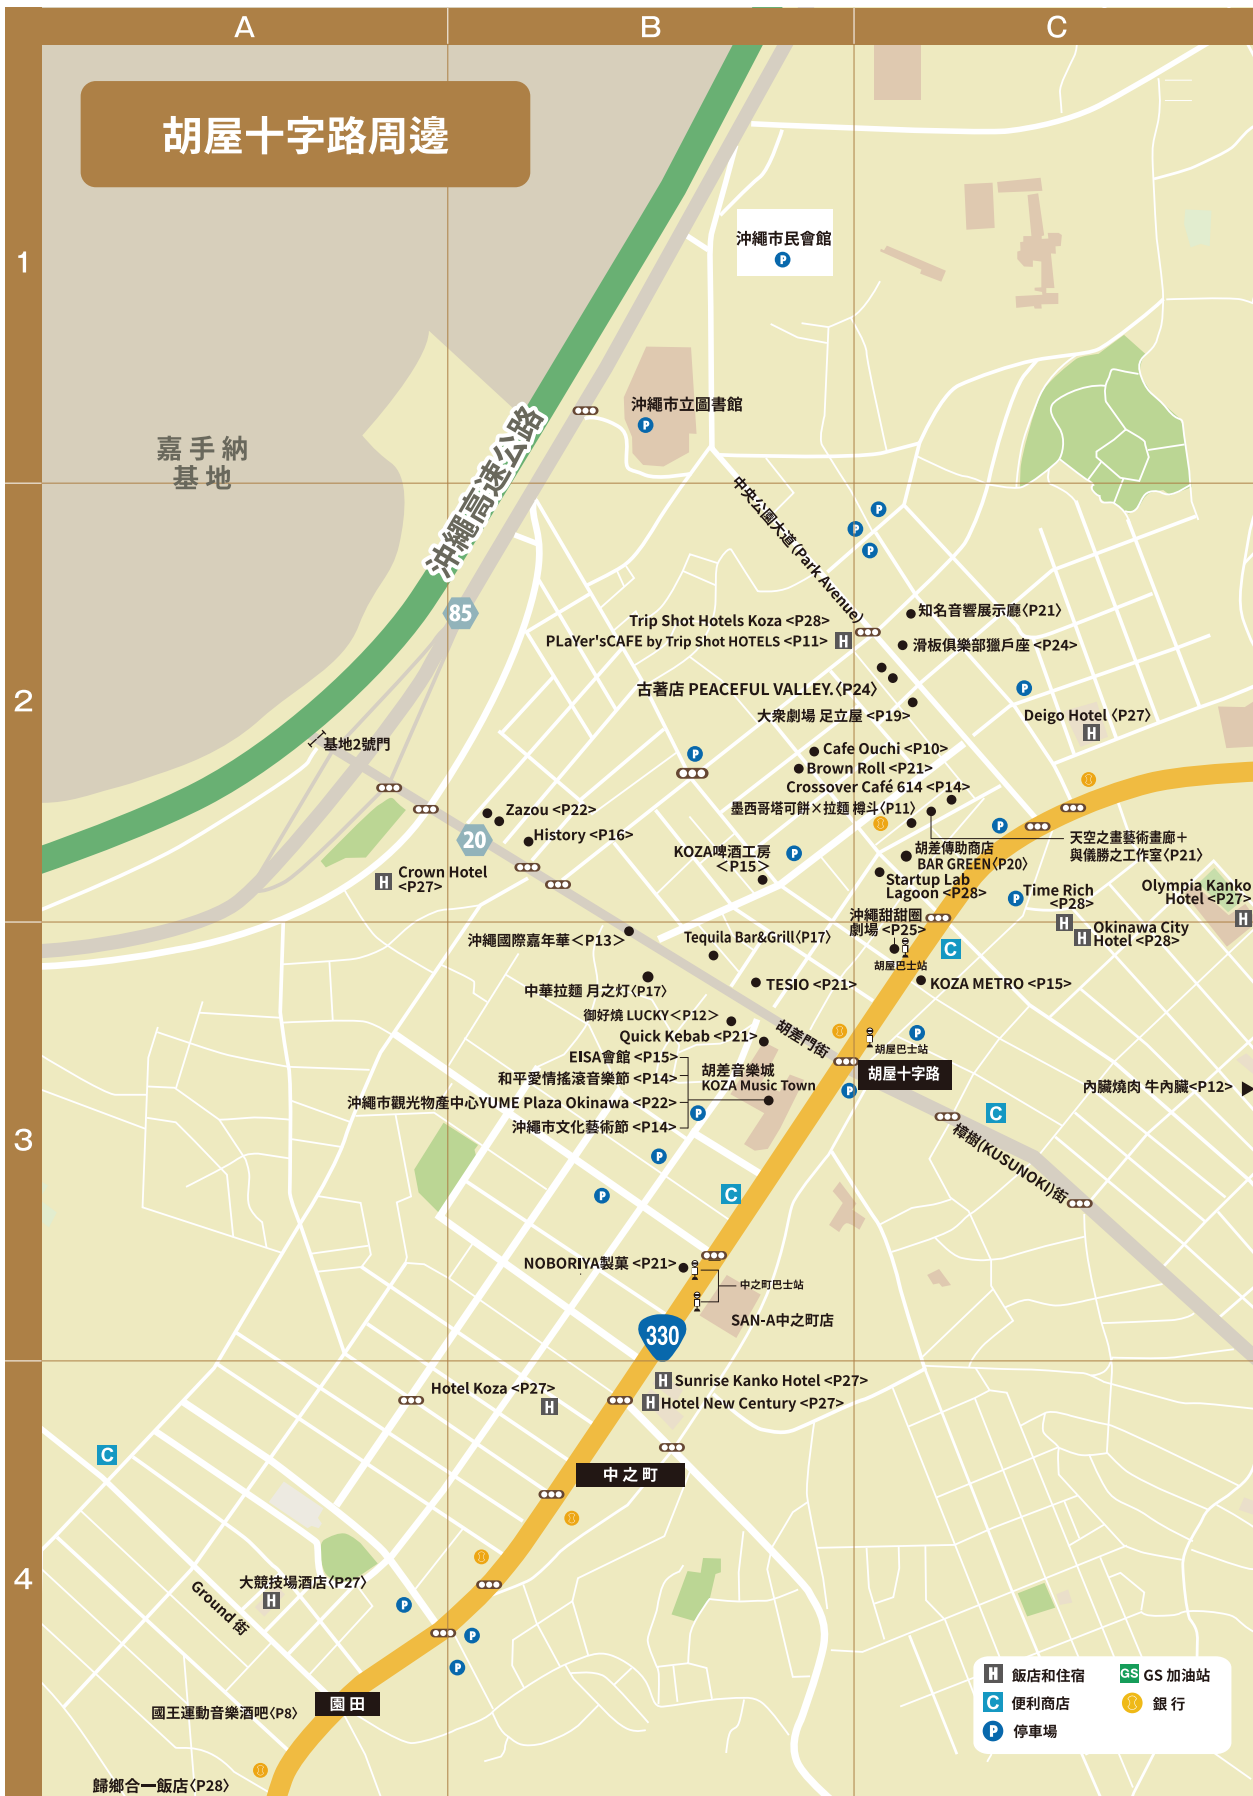 A
B
C
胡屋十字路周邊
1
沖繩市民會館
P
沖繩市立圖書館
P
嘉手納
基地
沖繩高速公路
中央公園大道(Park Avenue)
P
P
P
85
知名音響展示廳〈P21〉
Trip Shot Hotels Koza <P28>
PLaYer'sCAFE by Trip Shot HOTELS <P11>
H
滑板俱樂部獵戶座 <P24>
2
古著店 PEACEFUL VALLEY.〈P24〉
P
大衆劇場 足立屋 <P19>
Deigo Hotel〈P27〉
H
基地2號門
P
Cafe Ouchi <P10>
Brown Roll <P21>
Crossover Café 614 <P14>
墨西哥塔可餅×拉麵 樽斗〈P11〉
Zazou <P22>
History <P16>
20
P
天空之畫藝術畫廊＋
與儀勝之工作室〈P21〉
胡差傳助商店
BAR GREEN〈P20〉
KOZA啤酒工房
＜P15＞
P
Startup Lab
Lagoon <P28>
H
Crown Hotel
<P27>
P
Time Rich
<P28>
Olympia Kanko
Hotel <P27>
H
H
H
Okinawa City
Hotel <P28>
沖繩甜甜圈
劇場 <P25>
沖繩國際嘉年華＜P13＞
Tequila Bar&Grill〈P17〉
C
胡屋巴士站
中華拉麵 月之灯〈P17〉
TESIO <P21>
KOZA METRO <P15>
御好燒 LUCKY＜P12＞
Quick Kebab <P21>
胡差門街
P
胡屋巴士站
EISA會館 <P15>
和平愛情搖滾音樂節 <P14>
胡差音樂城
KOZA Music Town
胡屋十字路
沖繩市觀光物產中心YUME Plaza Okinawa <P22>
沖繩市文化藝術節 <P14>
P
P
C
內臟燒肉 牛內臟<P12>
3
樟樹(KUSUNOKI)街
P
P
C
NOBORIYA製菓 <P21>
中之町巴士站
SAN-A中之町店
330
H
Sunrise Kanko Hotel <P27>
Hotel Koza <P27>
H
H
Hotel New Century <P27>
C
中之町
4
大競技場酒店〈P27〉
H
Ground 街
P
P
P
園田
國王運動音樂酒吧〈P8〉
歸鄉合一飯店〈P28〉
H 飯店和住宿
GS GS 加油站
C 便利商店
銀行
P 停車場